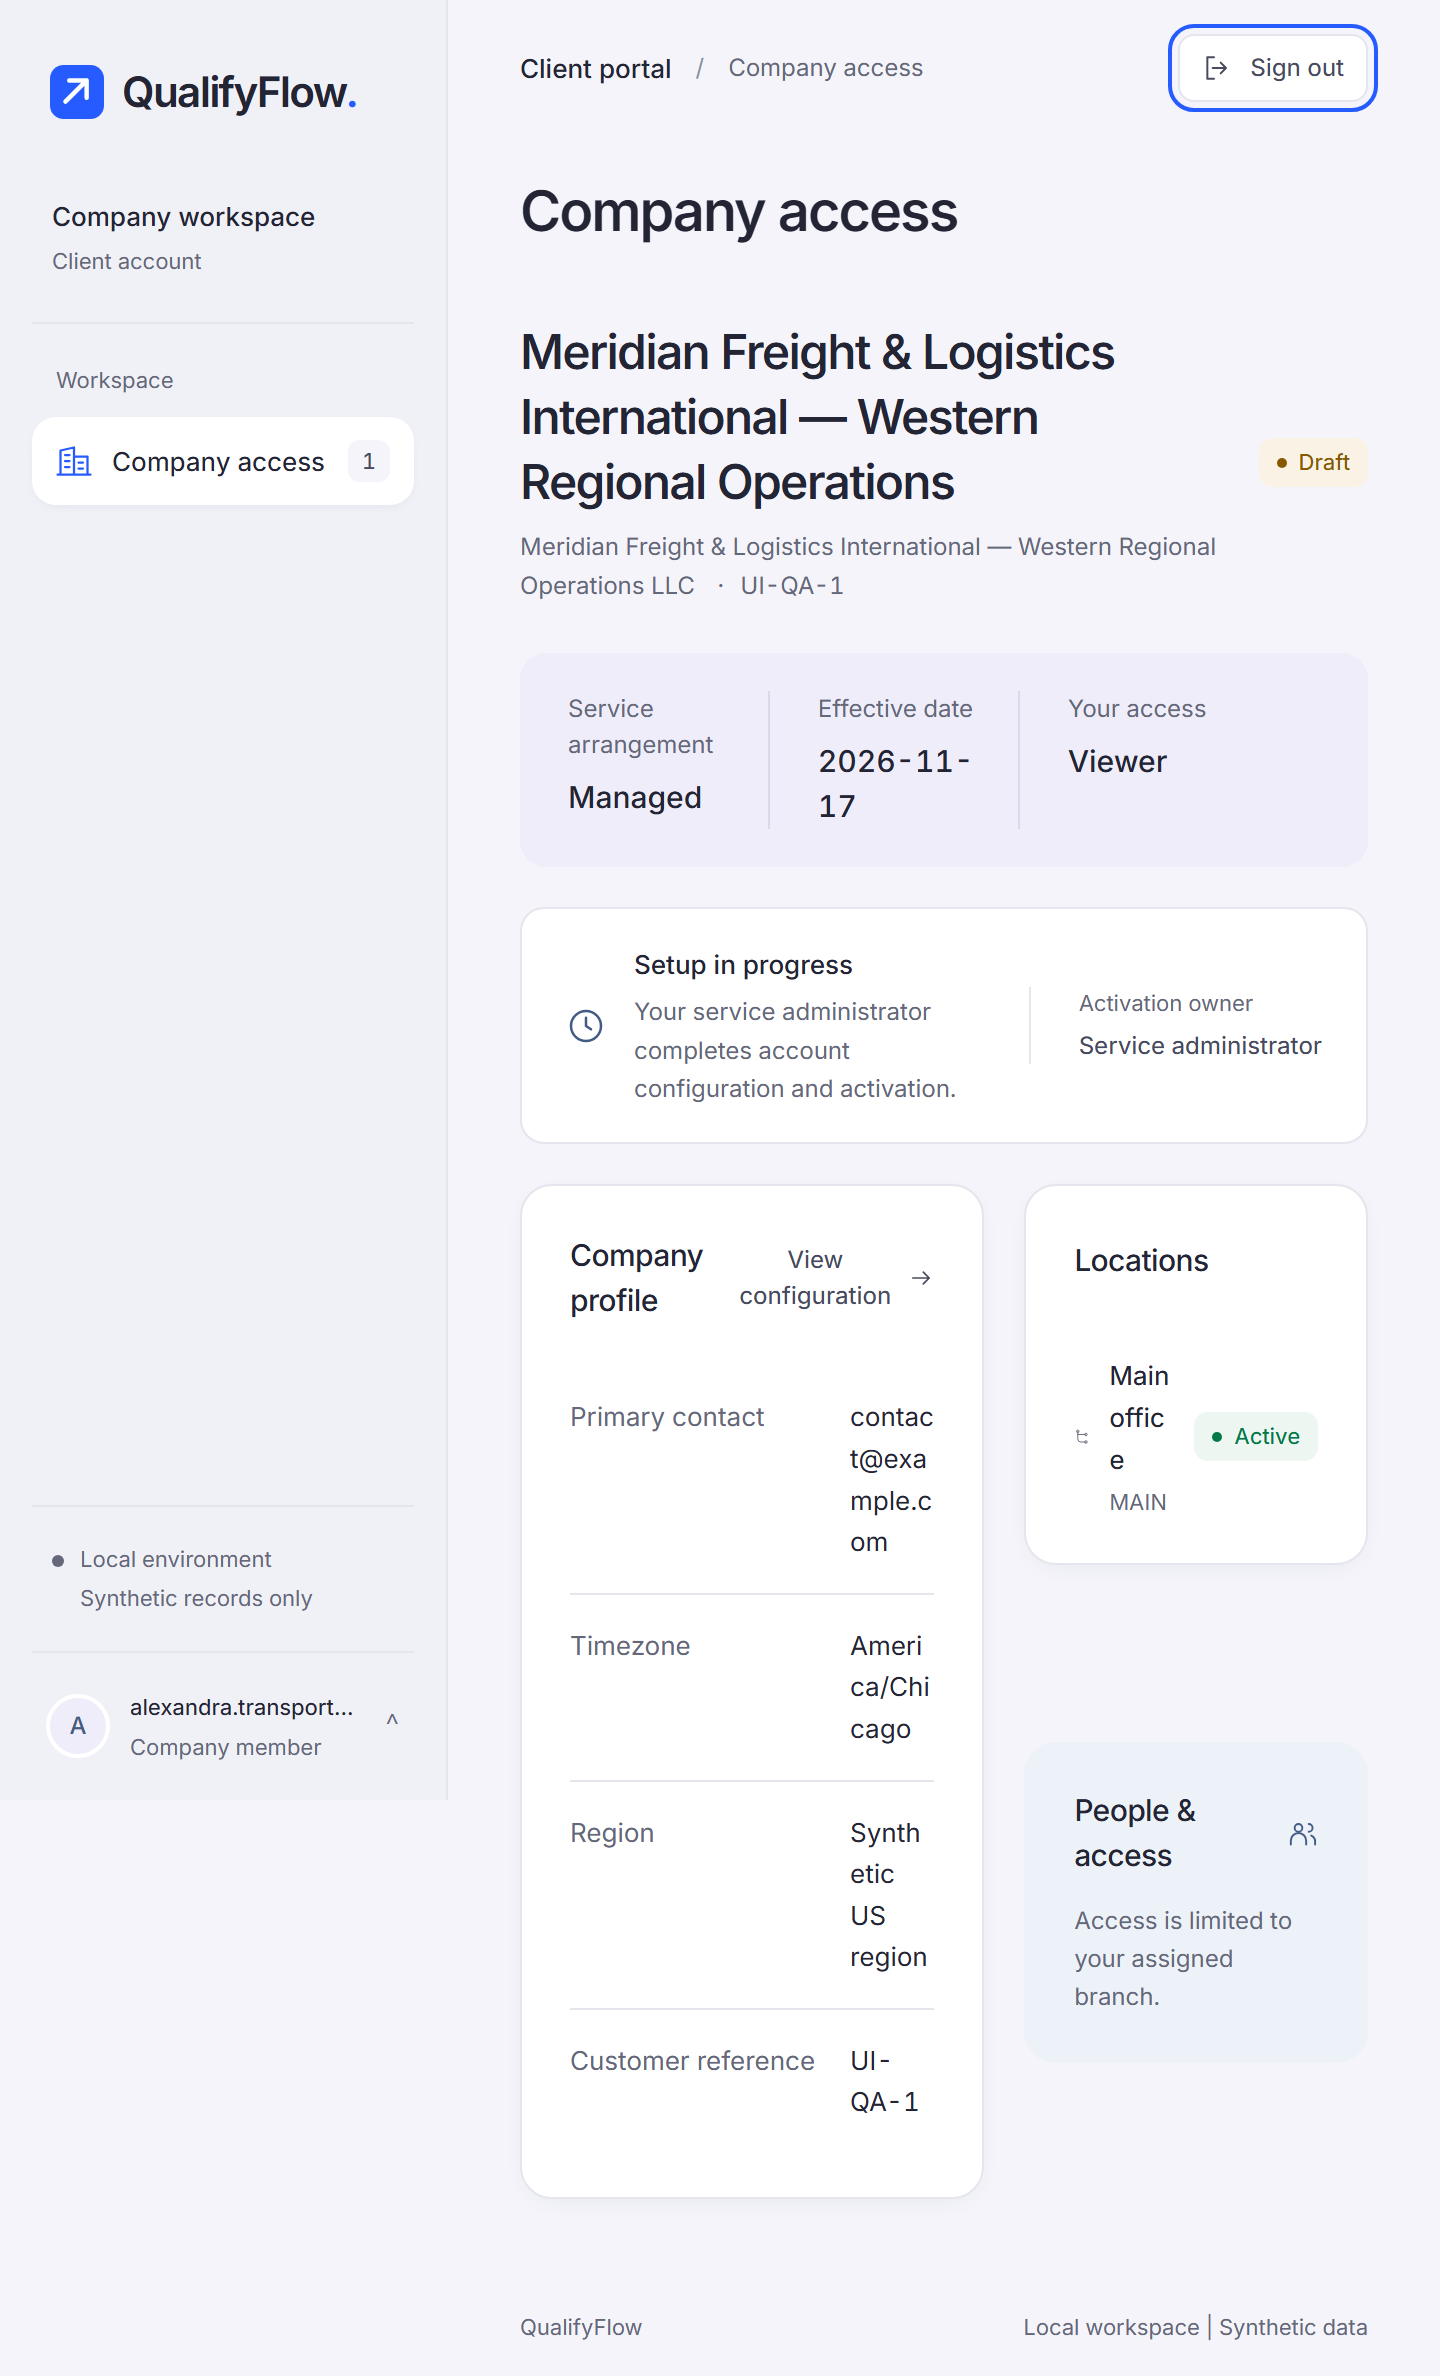 QualifyFlow.
Company workspace
Client account
Workspace
Company access 1
Local environment
Synthetic records only
A
alexandra.transport...
Company member
^
Client portal / Company access
Sign out
Company access
Meridian Freight & Logistics
International — Western
Regional Operations
Draft
Meridian Freight & Logistics International — Western Regional
Operations LLC · UI-QA-1
Service
arrangement
Managed
Effective date
2026-11-
17
Your access
Viewer
Setup in progress
Your service administrator
completes account
configuration and activation.
Activation owner
Service administrator
Company
profile
View
configuration →
Primary contact
contac
t@exa
mple.c
om
Timezone
Ameri
ca/Chi
cago
Region
Synth
etic
US
region
Customer reference
UI-
QA-1
Locations
Main
offic
e
MAIN
Active
People &
access
Access is limited to
your assigned
branch.
QualifyFlow
Local workspace | Synthetic data